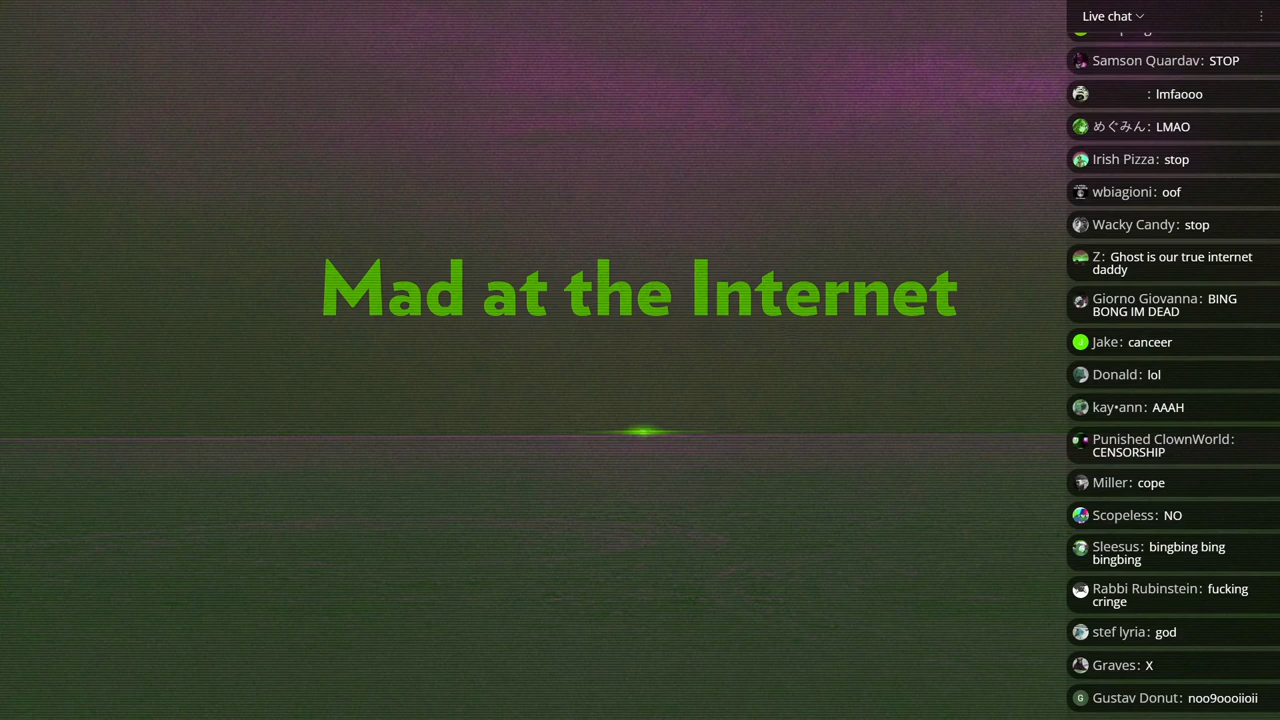 Live chat
Samson Quardav: STOP
: lmfaooo
めぐみん: LMAO
Irish Pizza: stop
wbiagioni: oof
Wacky Candy: stop
Z: Ghost is our true internet
daddy
Giorno Giovanna: BING
BONG IM DEAD
Jake: canceer
Donald: lol
kay•ann: AAAH
Punished ClownWorld:
CENSORSHIP
Miller: cope
Scopeless: NO
Sleesus: bingbing bing
bingbing
Rabbi Rubinstein: fucking
cringe
stef lyria: god
Graves: X
Gustav Donut: noo9oooiioii
Mad at the Internet